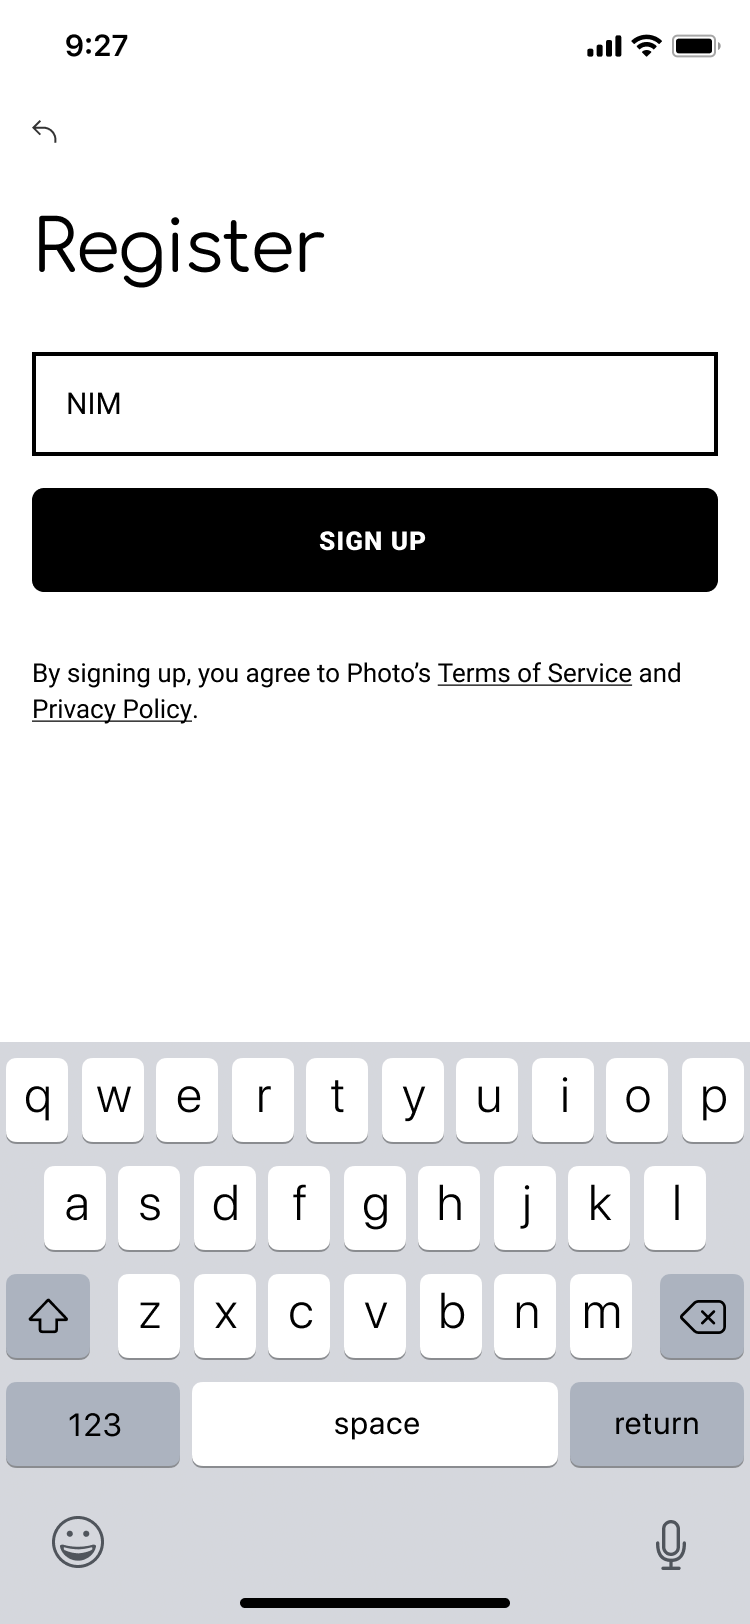 9:27
Register
NIM
SIGN UP
By signing up, you agree to Photo’s Terms of Service and
Privacy Policy.
q w e r t y u i o p
a s d f g h j k l
z x c v b n m
123 space return